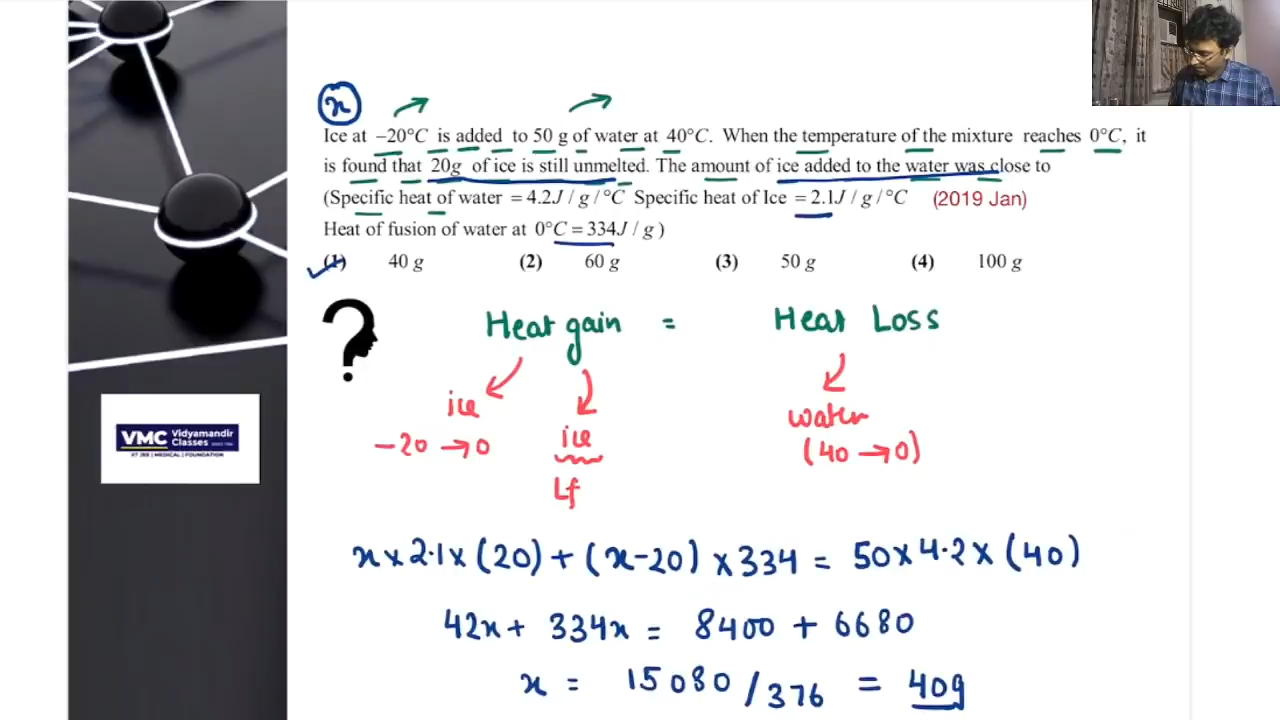 x
Ice at −20°C is added to 50 g of water at 40°C. When the temperature of the mixture reaches 0°C, it
is found that 20g of ice is still unmelted. The amount of ice added to the water was close to
(Specific heat of water = 4.2J / g / °C Specific heat of Ice = 2.1J / g / °C (2019 Jan)
Heat of fusion of water at 0°C = 334J / g )
(1) 40 g (2) 60 g (3) 50 g (4) 100 g
Heat gain = Heat Loss
ice
-20 → 0
ice
Lf
water
(40 → 0)
VMC Vidyamandir Classes
IIT JEE | MEDICAL | FOUNDATION
x × 2.1 × (20) + (x-20) × 334 = 50 × 4.2 × (40)
42x + 334x = 8400 + 6680
x = 15080 / 376 = 40g